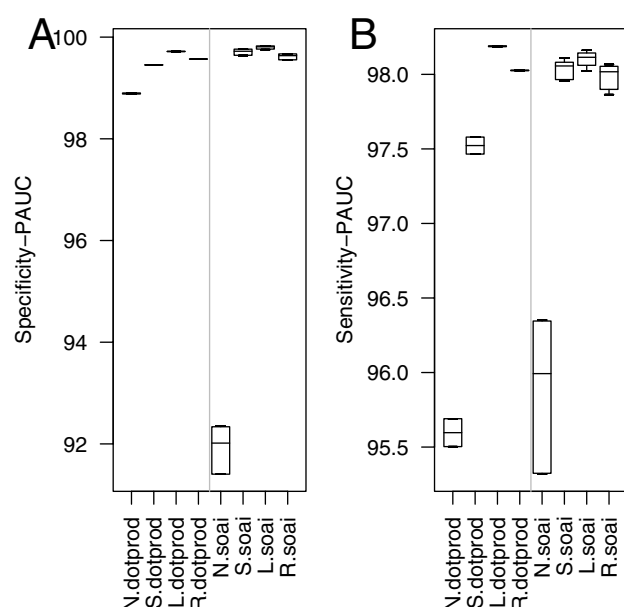 A
Specificity−PAUC
100
98
96
94
92
N.dotprod
S.dotprod
L.dotprod
R.dotprod
N.soai
S.soai
L.soai
R.soai
B
Sensitivity−PAUC
98.0
97.5
97.0
96.5
96.0
95.5
N.dotprod
S.dotprod
L.dotprod
R.dotprod
N.soai
S.soai
L.soai
R.soai